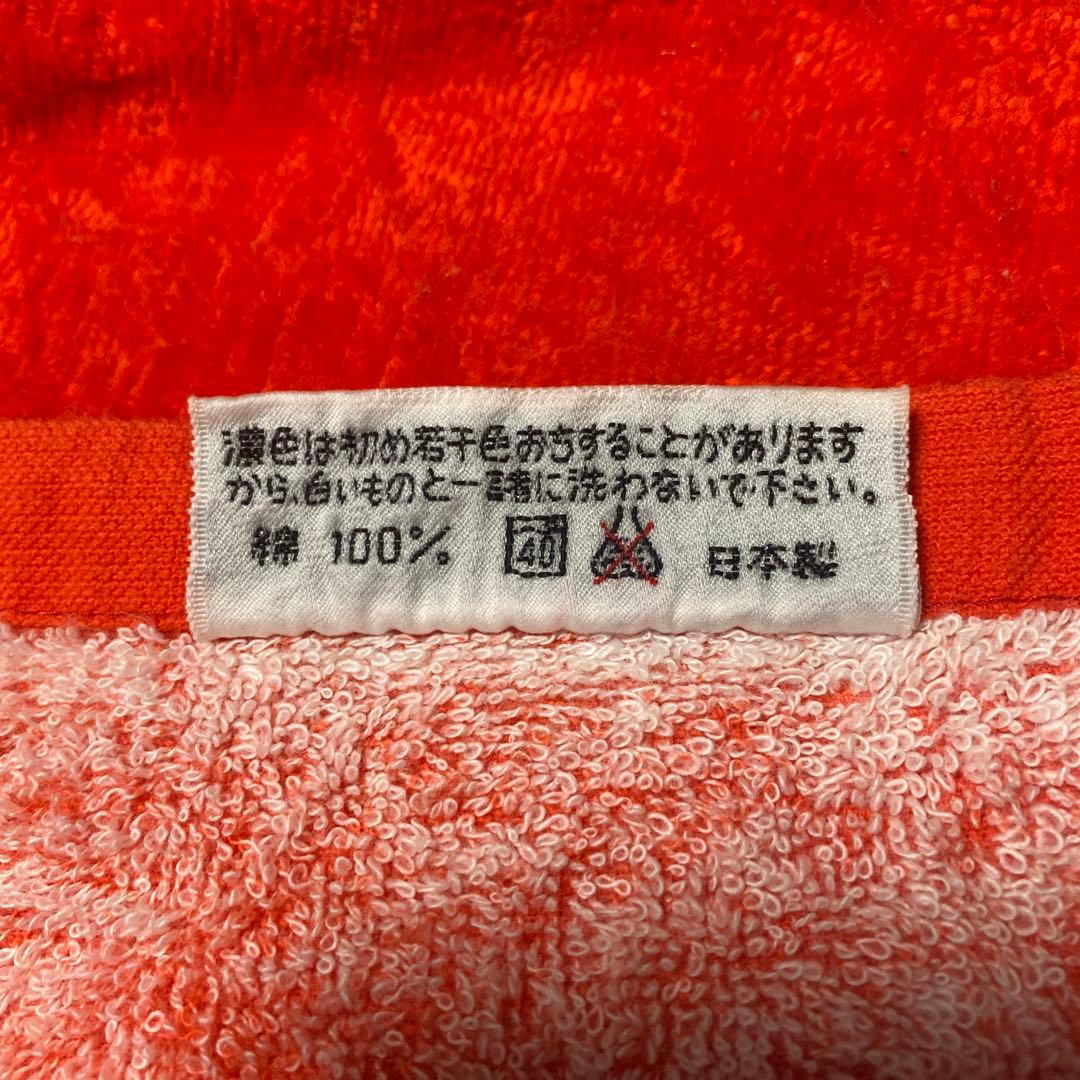 濃色は初め若干色おちすることがあります
から、白いものと一諸に洗わないで下さい。
綿 100% 40 日本製